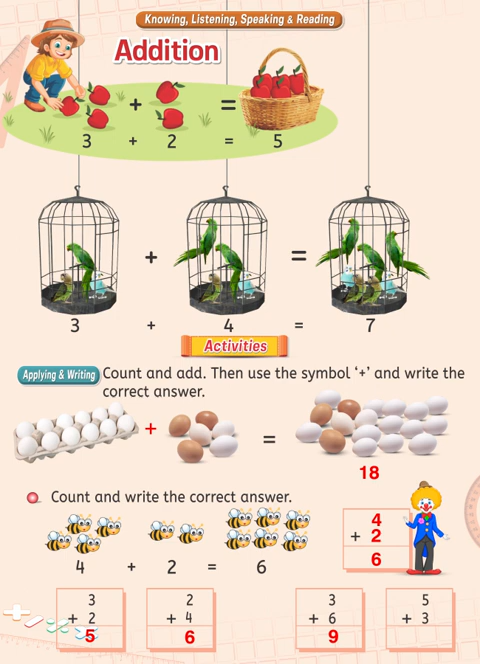 Knowing, Listening, Speaking & Reading
Addition
+ =
3 + 2 = 5
+ =
3 + 4 = 7
Activities
Applying & Writing Count and add. Then use the symbol ‘+’ and write the
correct answer.
+ =
18
Count and write the correct answer.
4 + 2 = 6
4
+ 2
6
3
+ 2
5
2
+ 4
6
3
+ 6
9
5
+ 3